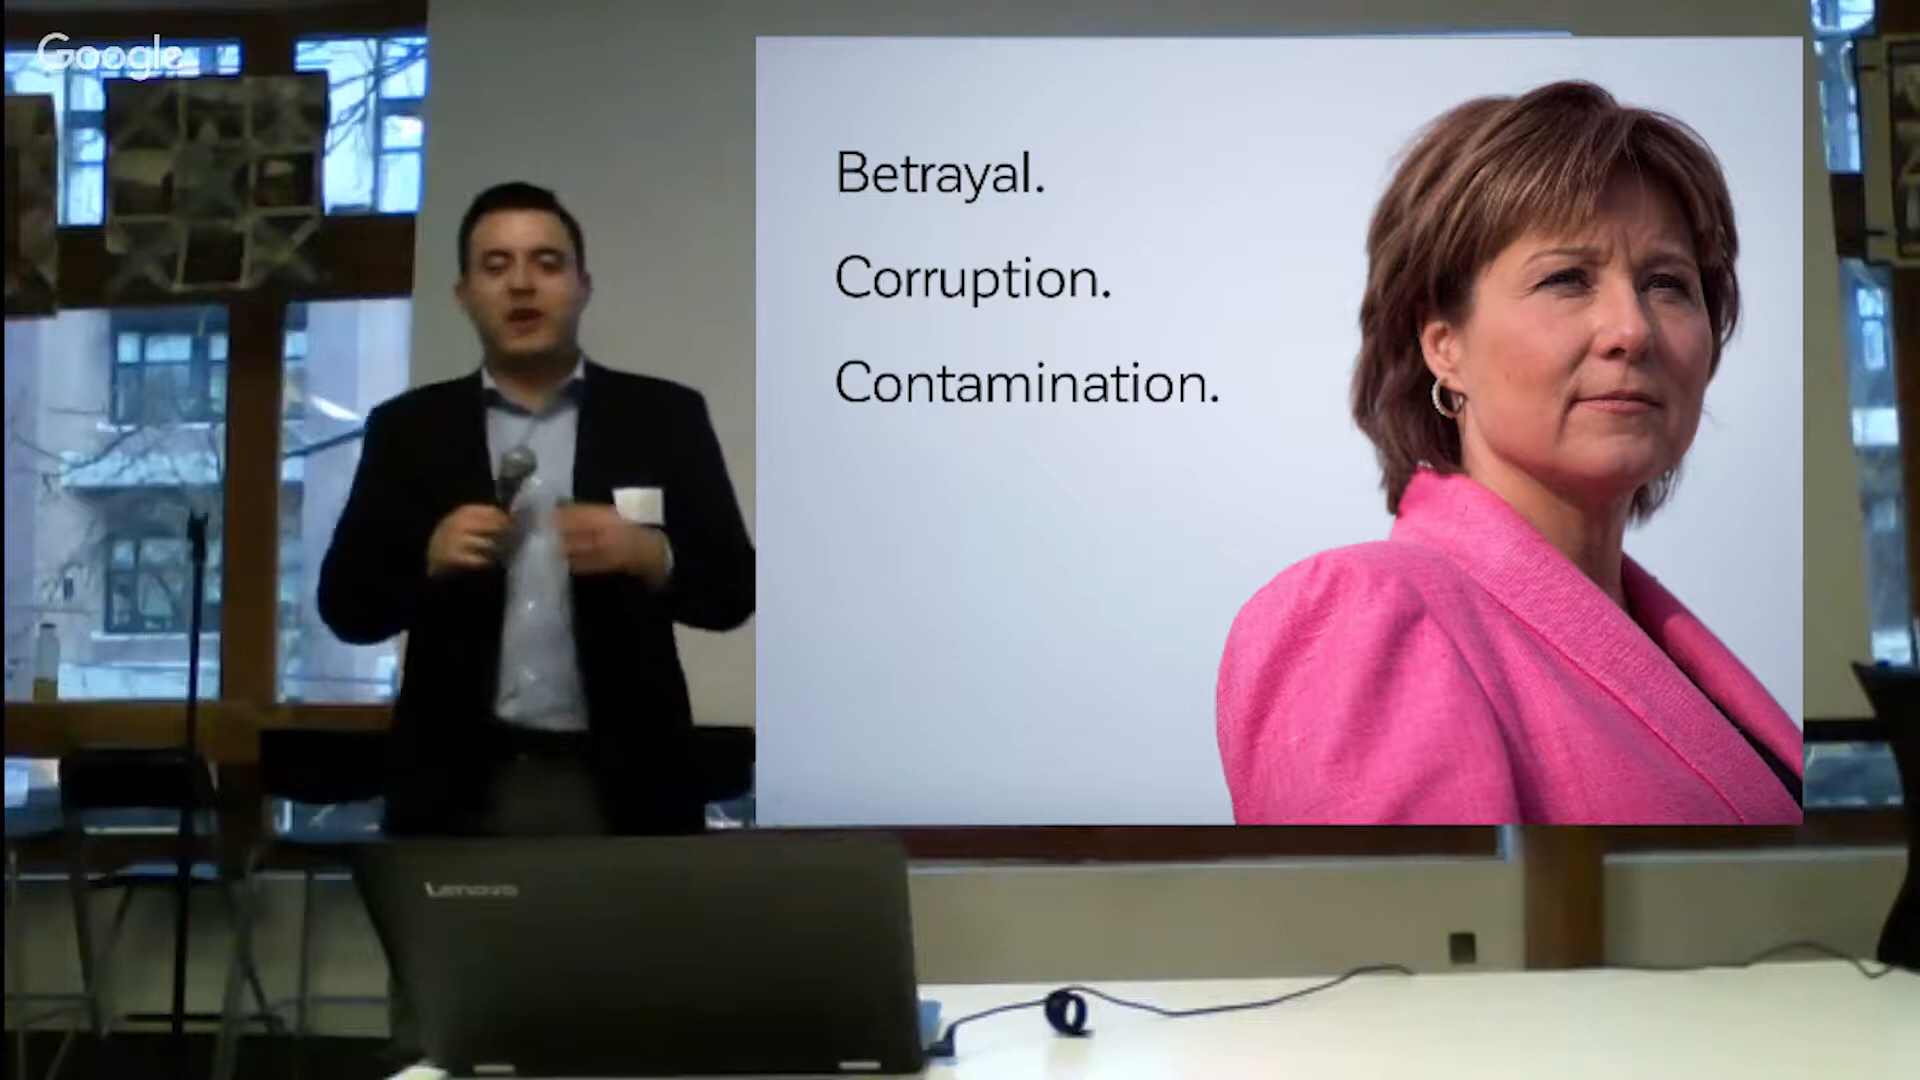 Google
Betrayal.
Corruption.
Contamination.
Lenovo